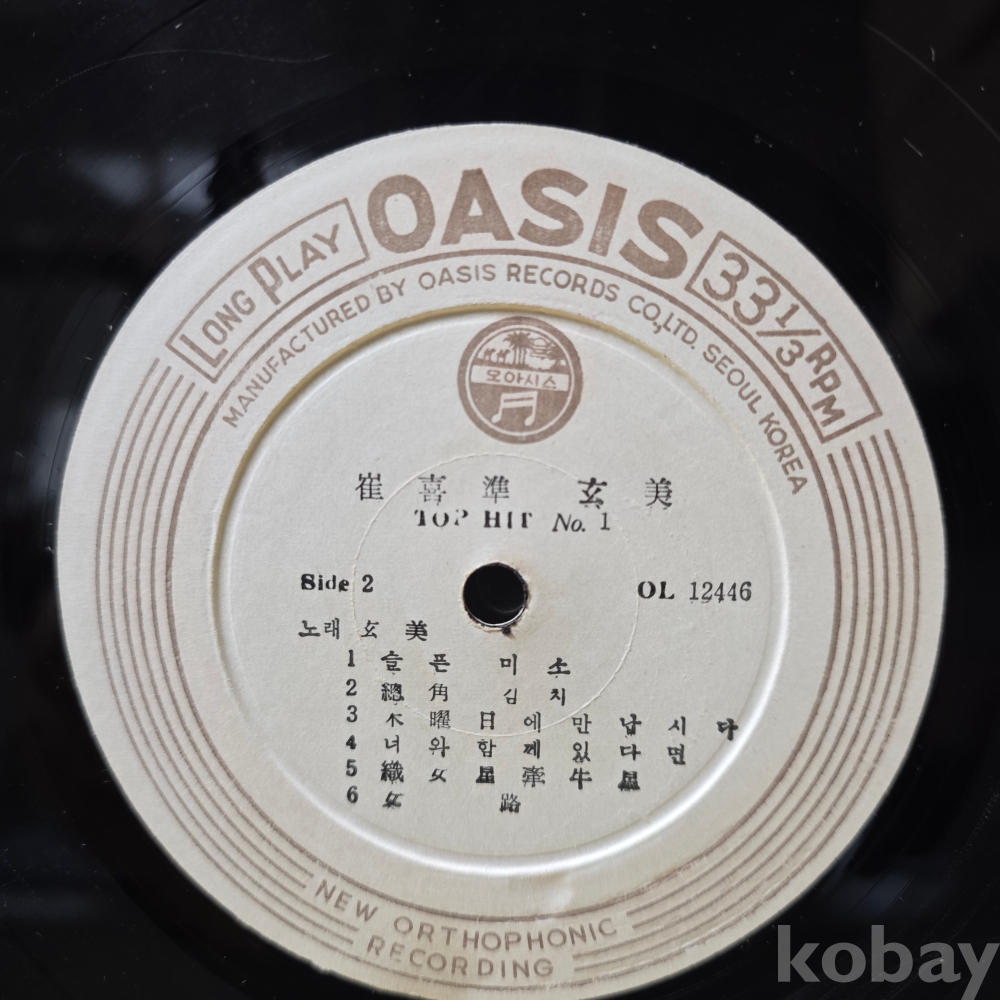 LONG PLAY OASIS 33 1/3 RPM
MANUFACTURED BY OASIS RECORDS CO,LTD. SEOUL KOREA
오아시스
崔喜準 玄美
TOP HIT No. 1
Side 2 OL 12446
노래 玄美
1 슬픈 미소
2 總角 김치
3 木曜日에 만납시다
4 너와 함께 있다면
5 織女星 牽牛星
6 女路
NEW ORTHOPHONIC
RECORDING
kobay